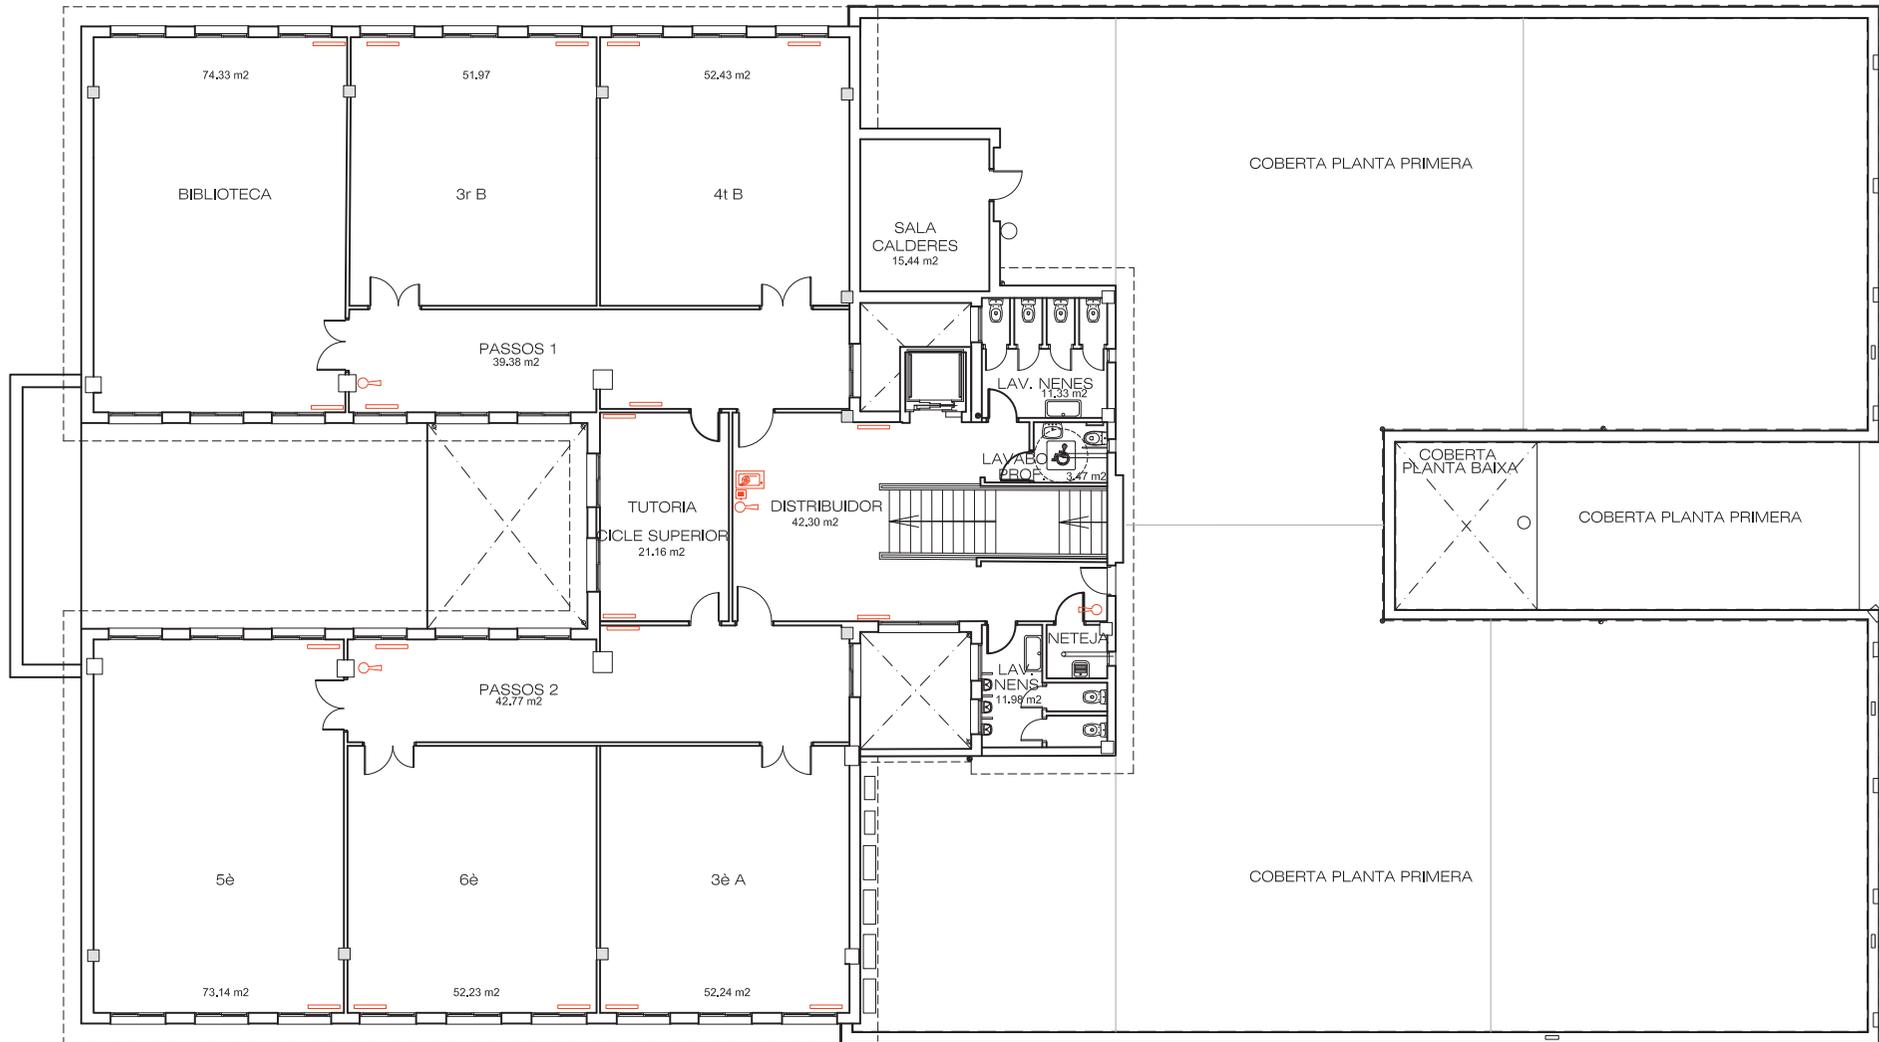 74.33 m2
51.97
52.43 m2
COBERTA PLANTA PRIMERA
BIBLIOTECA
3r B
4t B
SALA
CALDERES
15.44 m2
PASSOS 1
39.38 m2
LAV. NENES
11.33 m2
LAVABO
PROF.
3.47 m2
COBERTA
PLANTA BAIXA
TUTORIA
CICLE SUPERIOR
21.16 m2
DISTRIBUIDOR
42.30 m2
COBERTA PLANTA PRIMERA
NETEJA
LAV.
NENS
11.98 m2
PASSOS 2
42.77 m2
5è
6è
3è A
COBERTA PLANTA PRIMERA
73.14 m2
52.23 m2
52.24 m2